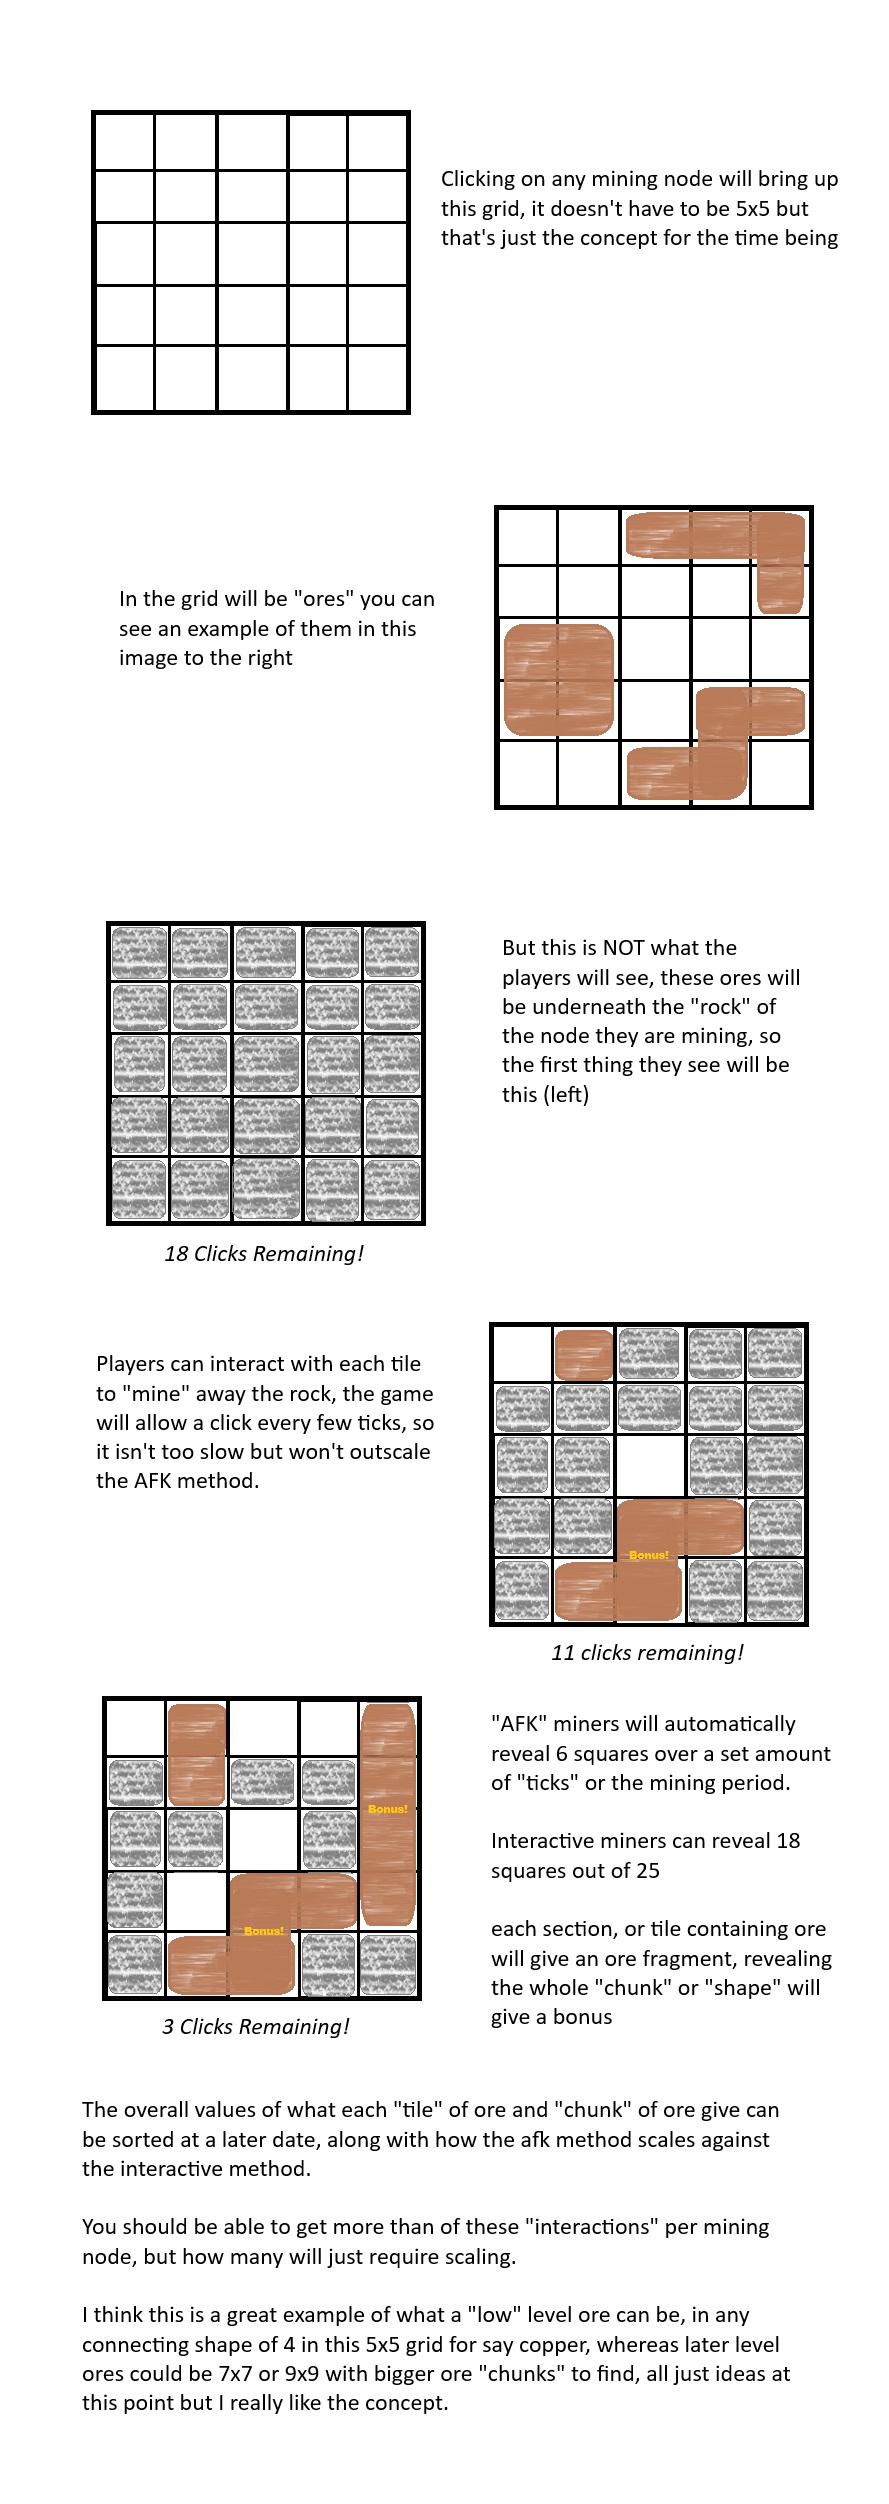 Clicking on any mining node will bring up
this grid, it doesn't have to be 5x5 but
that's just the concept for the time being
In the grid will be "ores" you can
see an example of them in this
image to the right
But this is NOT what the
players will see, these ores will
be underneath the "rock" of
the node they are mining, so
the first thing they see will be
this (left)
18 Clicks Remaining!
Players can interact with each tile
to "mine" away the rock, the game
will allow a click every few ticks, so
it isn't too slow but won't outscale
the AFK method.
Bonus!
11 clicks remaining!
Bonus!
Bonus!
3 Clicks Remaining!
"AFK" miners will automatically
reveal 6 squares over a set amount
of "ticks" or the mining period.
Interactive miners can reveal 18
squares out of 25
each section, or tile containing ore
will give an ore fragment, revealing
the whole "chunk" or "shape" will
give a bonus
The overall values of what each "tile" of ore and "chunk" of ore give can
be sorted at a later date, along with how the afk method scales against
the interactive method.
You should be able to get more than of these "interactions" per mining
node, but how many will just require scaling.
I think this is a great example of what a "low" level ore can be, in any
connecting shape of 4 in this 5x5 grid for say copper, whereas later level
ores could be 7x7 or 9x9 with bigger ore "chunks" to find, all just ideas at
this point but I really like the concept.